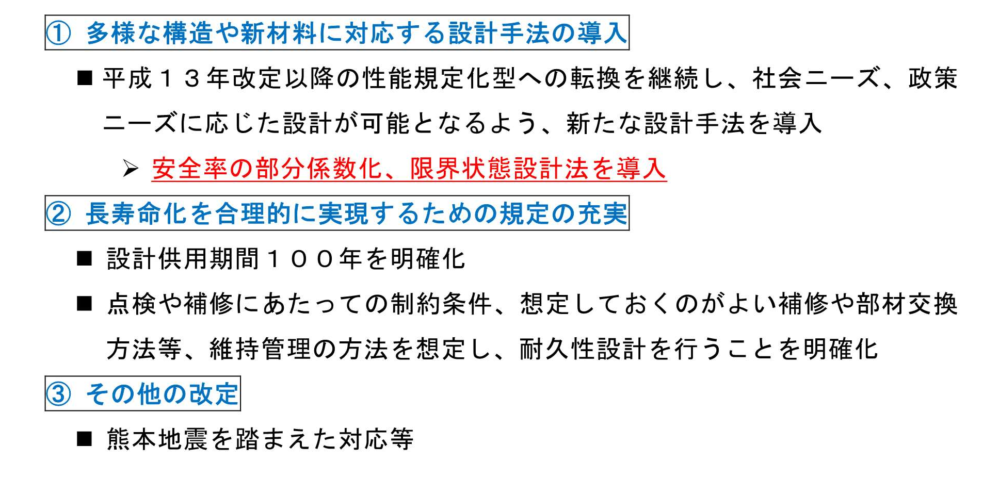 ① 多様な構造や新材料に対応する設計手法の導入
■ 平成１３年改定以降の性能規定化型への転換を継続し、社会ニーズ、政策
ニーズに応じた設計が可能となるよう、新たな設計手法を導入
➢ 安全率の部分係数化、限界状態設計法を導入
② 長寿命化を合理的に実現するための規定の充実
■ 設計供用期間１００年を明確化
■ 点検や補修にあたっての制約条件、想定しておくのがよい補修や部材交換
方法等、維持管理の方法を想定し、耐久性設計を行うことを明確化
③ その他の改定
■ 熊本地震を踏まえた対応等